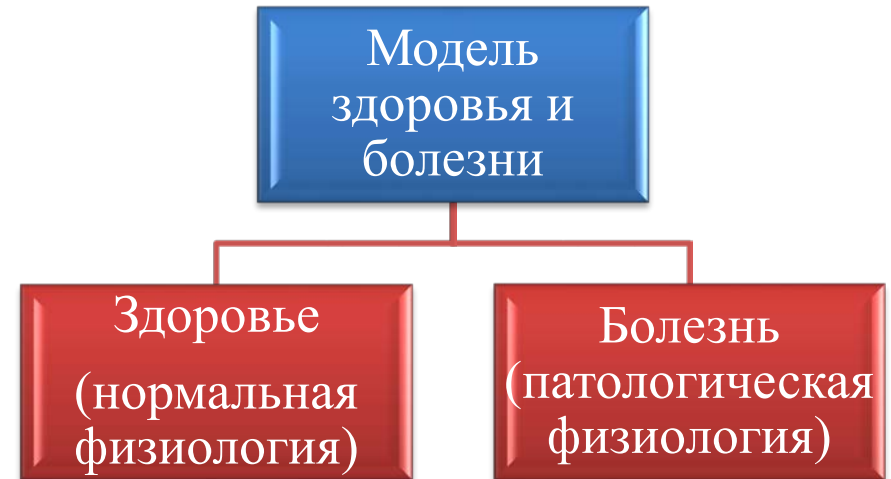 Модель
здоровья и
болезни
Здоровье
(нормальная
физиология)
Болезнь
(патологическая
физиология)